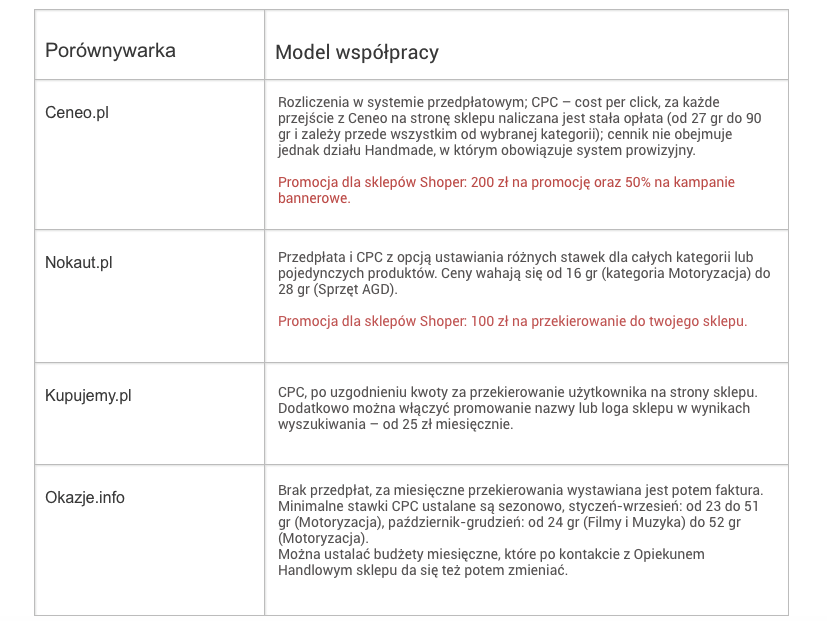 Porównywarka
Model współpracy
Ceneo.pl
Rozliczenia w systemie przedpłatowym; CPC – cost per click, za każde
przejście z Ceneo na stronę sklepu naliczana jest stała opłata (od 27 gr do 90
gr i zależy przede wszystkim od wybranej kategorii); cennik nie obejmuje
jednak działu Handmade, w którym obowiązuje system prowizyjny.
Promocja dla sklepów Shoper: 200 zł na promocję oraz 50% na kampanie
bannerowe.
Nokaut.pl
Przedpłata i CPC z opcją ustawiania różnych stawek dla całych kategorii lub
pojedynczych produktów. Ceny wahają się od 16 gr (kategoria Motoryzacja) do
28 gr (Sprzęt AGD).
Promocja dla sklepów Shoper: 100 zł na przekierowanie do twojego sklepu.
Kupujemy.pl
CPC, po uzgodnieniu kwoty za przekierowanie użytkownika na strony sklepu.
Dodatkowo można włączyć promowanie nazwy lub loga sklepu w wynikach
wyszukiwania – od 25 zł miesięcznie.
Okazje.info
Brak przedpłat, za miesięczne przekierowania wystawiana jest potem faktura.
Minimalne stawki CPC ustalane są sezonowo, styczeń-wrzesień: od 23 do 51
gr (Motoryzacja), październik-grudzień: od 24 gr (Filmy i Muzyka) do 52 gr
(Motoryzacja).
Można ustalać budżety miesięczne, które po kontakcie z Opiekunem
Handlowym sklepu da się też potem zmieniać.